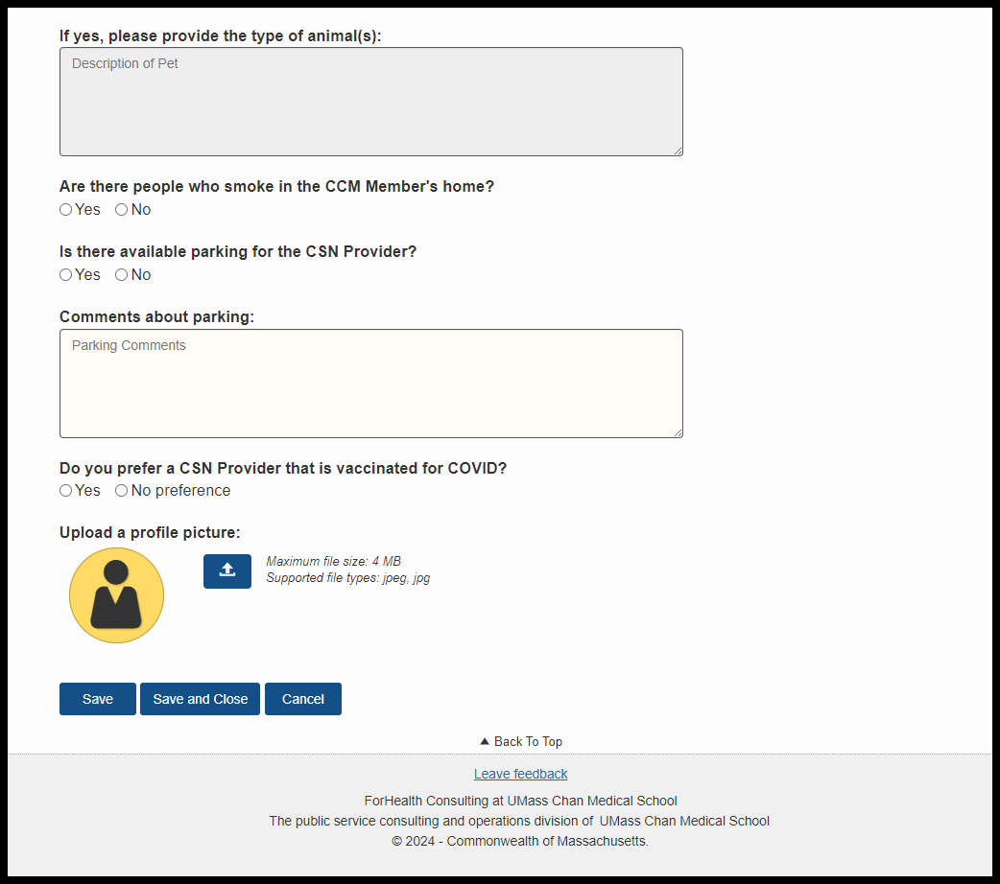 If yes, please provide the type of animal(s):
Description of Pet
Are there people who smoke in the CCM Member's home?
Yes No
Is there available parking for the CSN Provider?
Yes No
Comments about parking:
Parking Comments
Do you prefer a CSN Provider that is vaccinated for COVID?
Yes No preference
Upload a profile picture:
Maximum file size: 4 MB
Supported file types: jpeg, jpg
Save Save and Close Cancel
Back To Top
Leave feedback
ForHealth Consulting at UMass Chan Medical School
The public service consulting and operations division of UMass Chan Medical School
© 2024 - Commonwealth of Massachusetts.